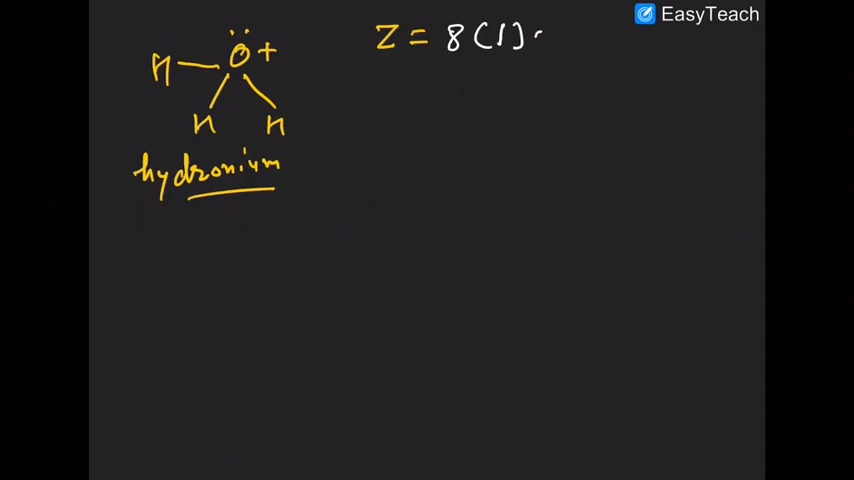 EasyTeach
Z = 8 (1)
H O +
H H
hydronium